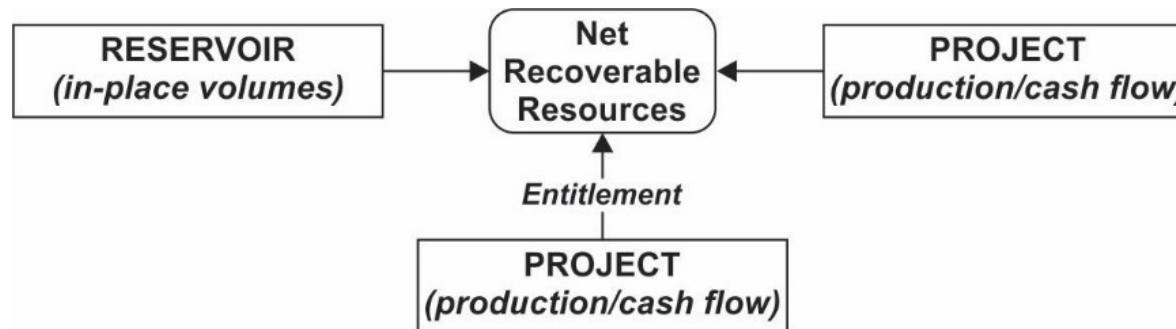 RESERVOIR
(in-place volumes)
Net
Recoverable
Resources
PROJECT
(production/cash flow)
Entitlement
PROJECT
(production/cash flow)